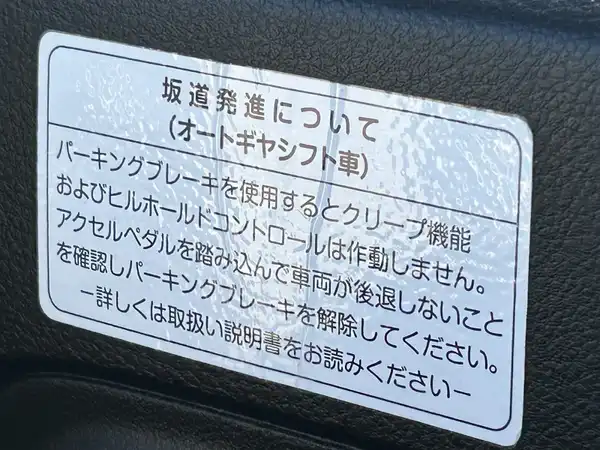 坂道発進について
(オートギヤシフト車)
パーキングブレーキを使用するとクリープ機能
およびヒルホールドコントロールは作動しません。
アクセルペダルを踏み込んで車両が後退しないこと
を確認しパーキングブレーキを解除してください。
ー詳しくは取扱い説明書をお読みくださいー